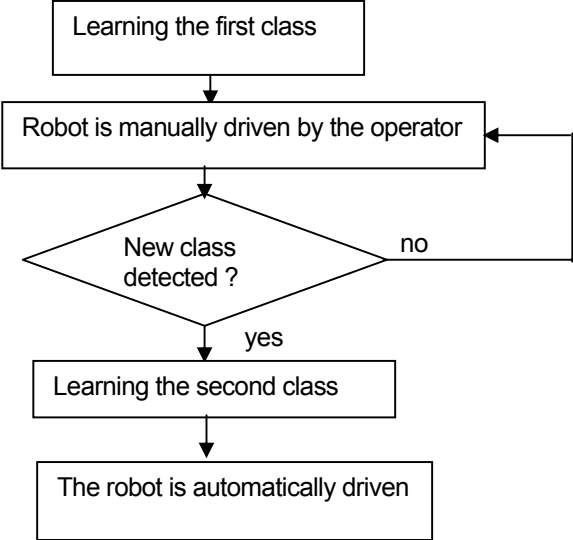 Learning the first class
Robot is manually driven by the operator
New class
detected ?
no
yes
Learning the second class
The robot is automatically driven